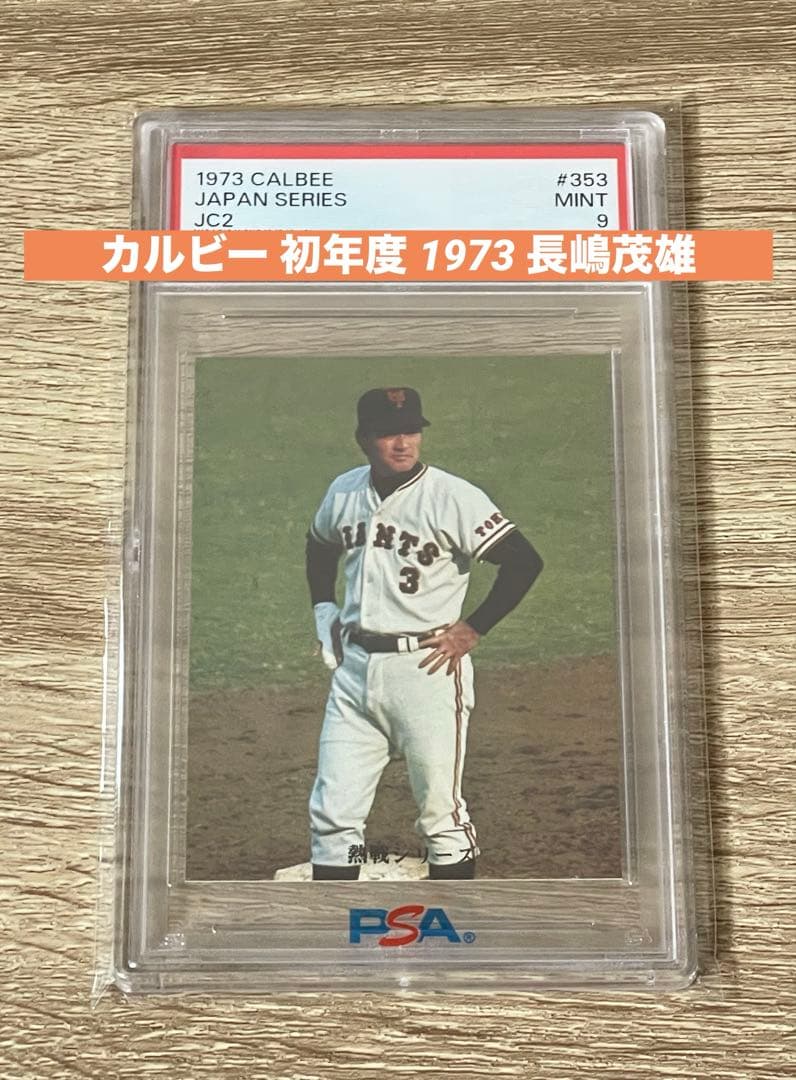 1973 CALBEE #353
JAPAN SERIES MINT
JC2 9
カルビー 初年度 1973 長嶋茂雄
GIANTS
3
TOK
熱戦シリーズ
PSA®